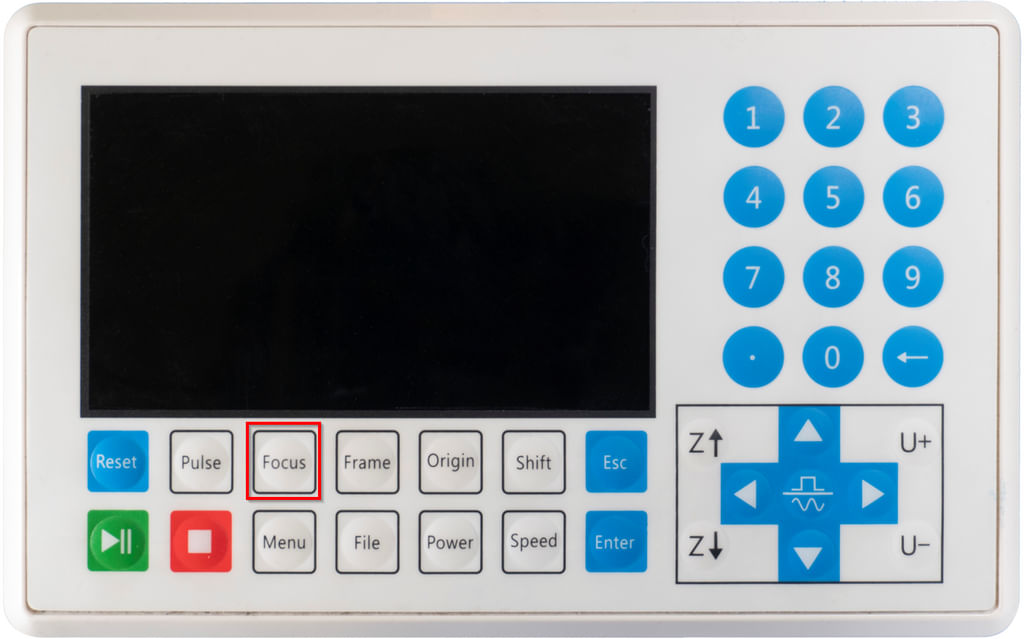 1 2 3
4 5 6
7 8 9
. 0 ←
Reset Pulse Focus Frame Origin Shift Esc
Menu File Power Speed Enter
Z↑ U+
Z↓ U−